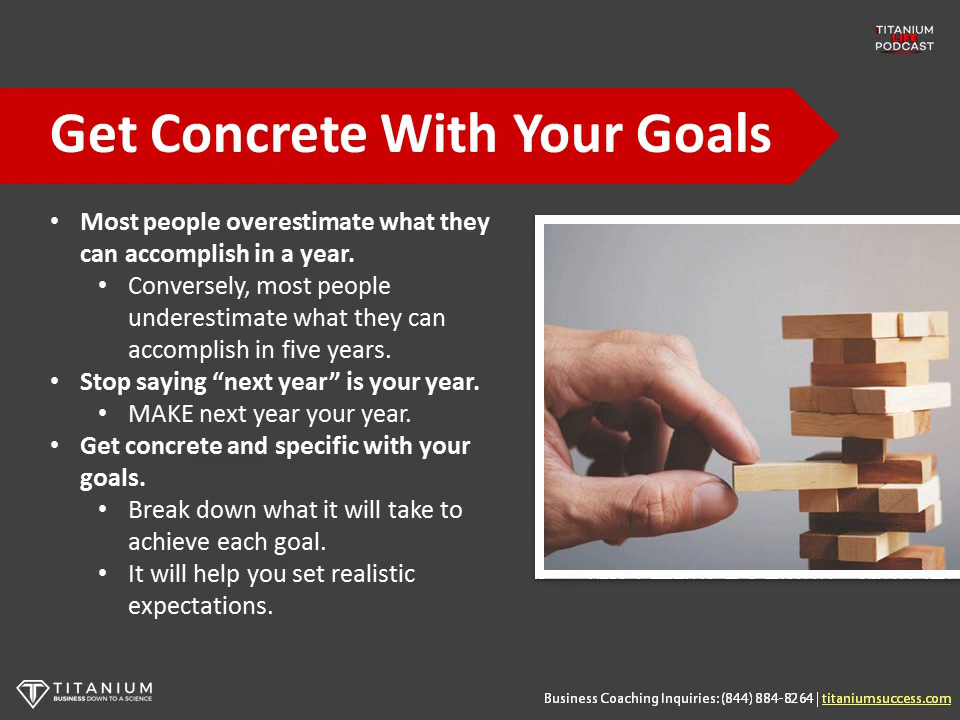 TITANIUM
LIFE
PODCAST
Get Concrete With Your Goals
• Most people overestimate what they
can accomplish in a year.
• Conversely, most people
underestimate what they can
accomplish in five years.
• Stop saying “next year” is your year.
• MAKE next year your year.
• Get concrete and specific with your
goals.
• Break down what it will take to
achieve each goal.
• It will help you set realistic
expectations.
TITANIUM
BUSINESS DOWN TO A SCIENCE
Business Coaching Inquiries: (844) 884-8264 | titaniumsuccess.com